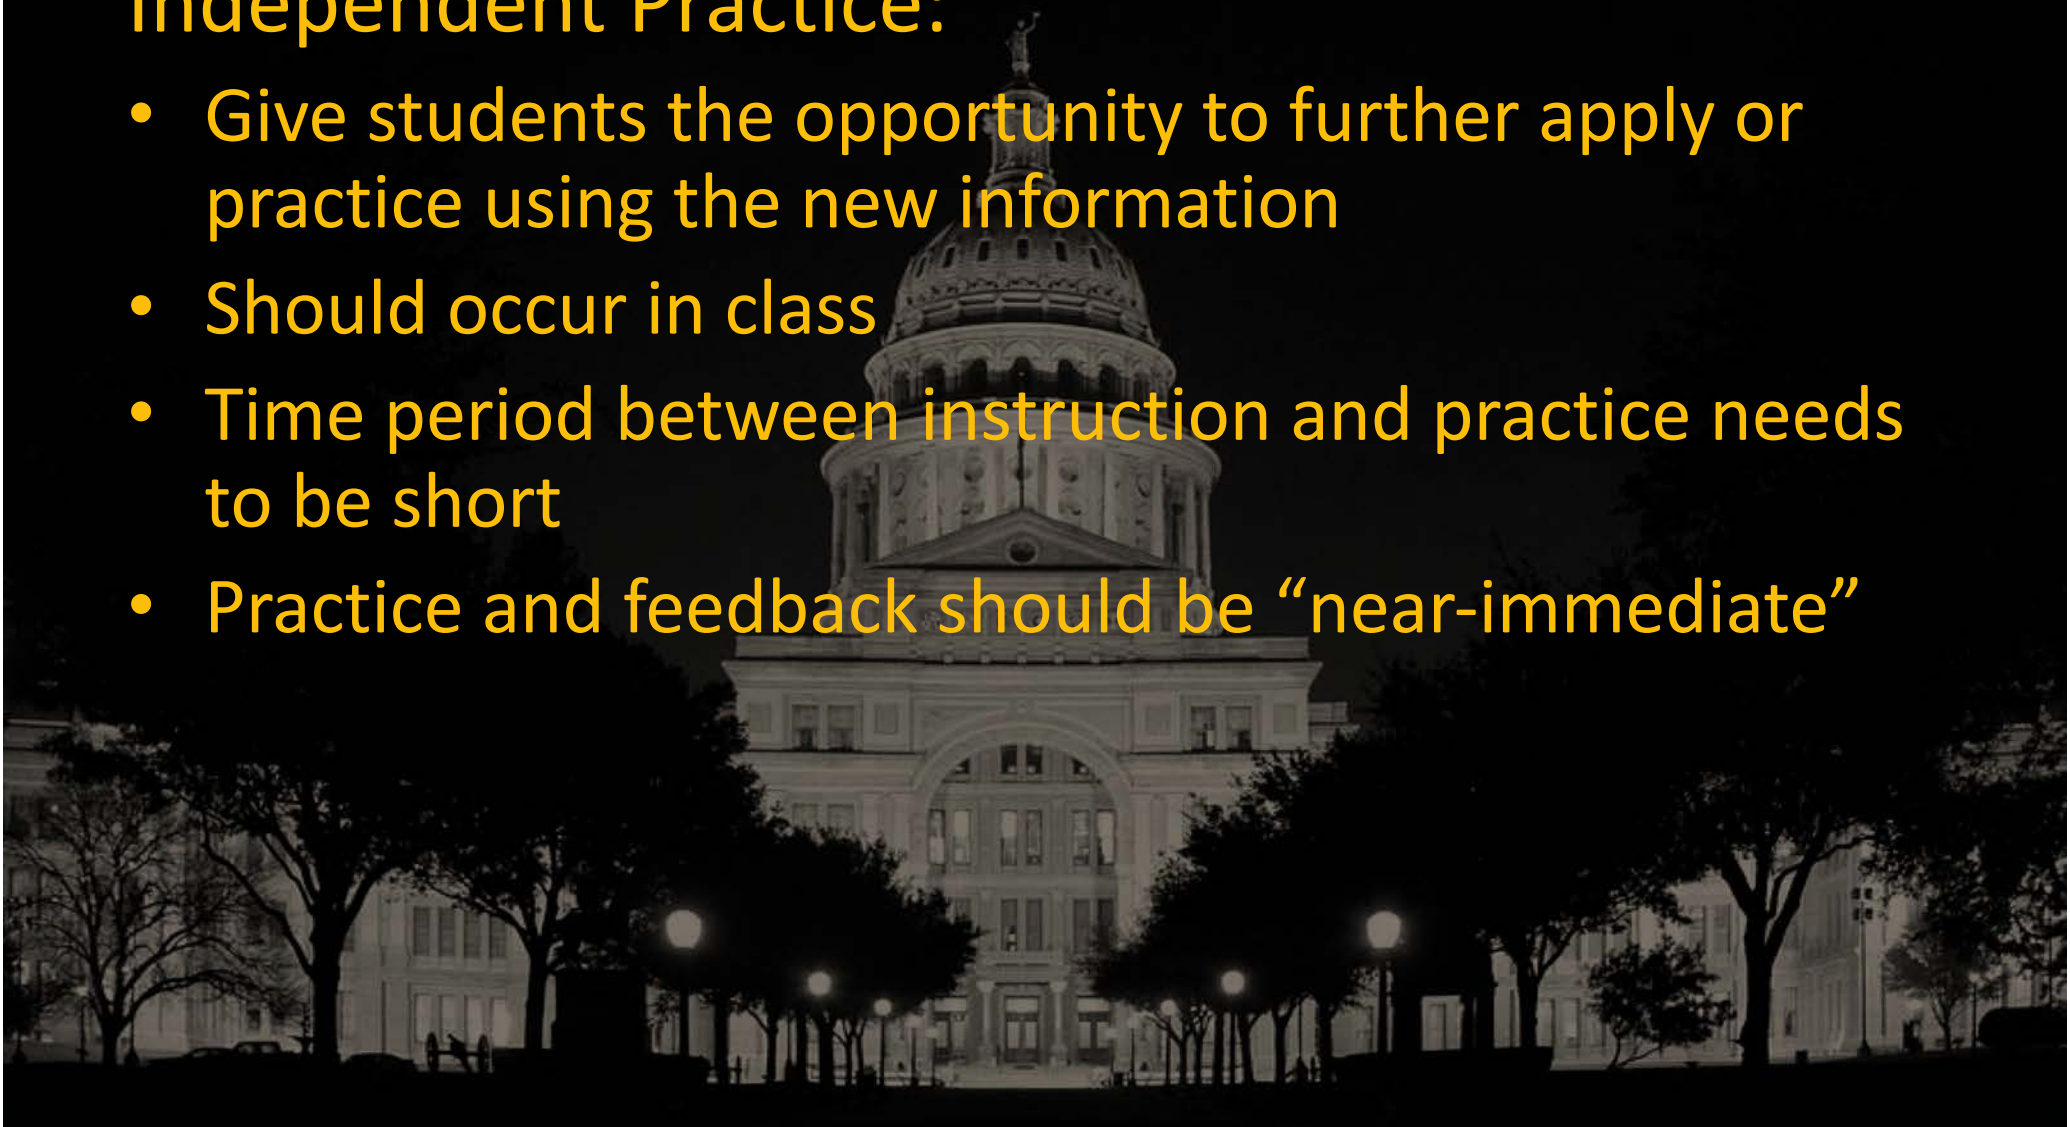 Independent Practice:
• Give students the opportunity to further apply or
practice using the new information
• Should occur in class
• Time period between instruction and practice needs
to be short
• Practice and feedback should be “near-immediate”